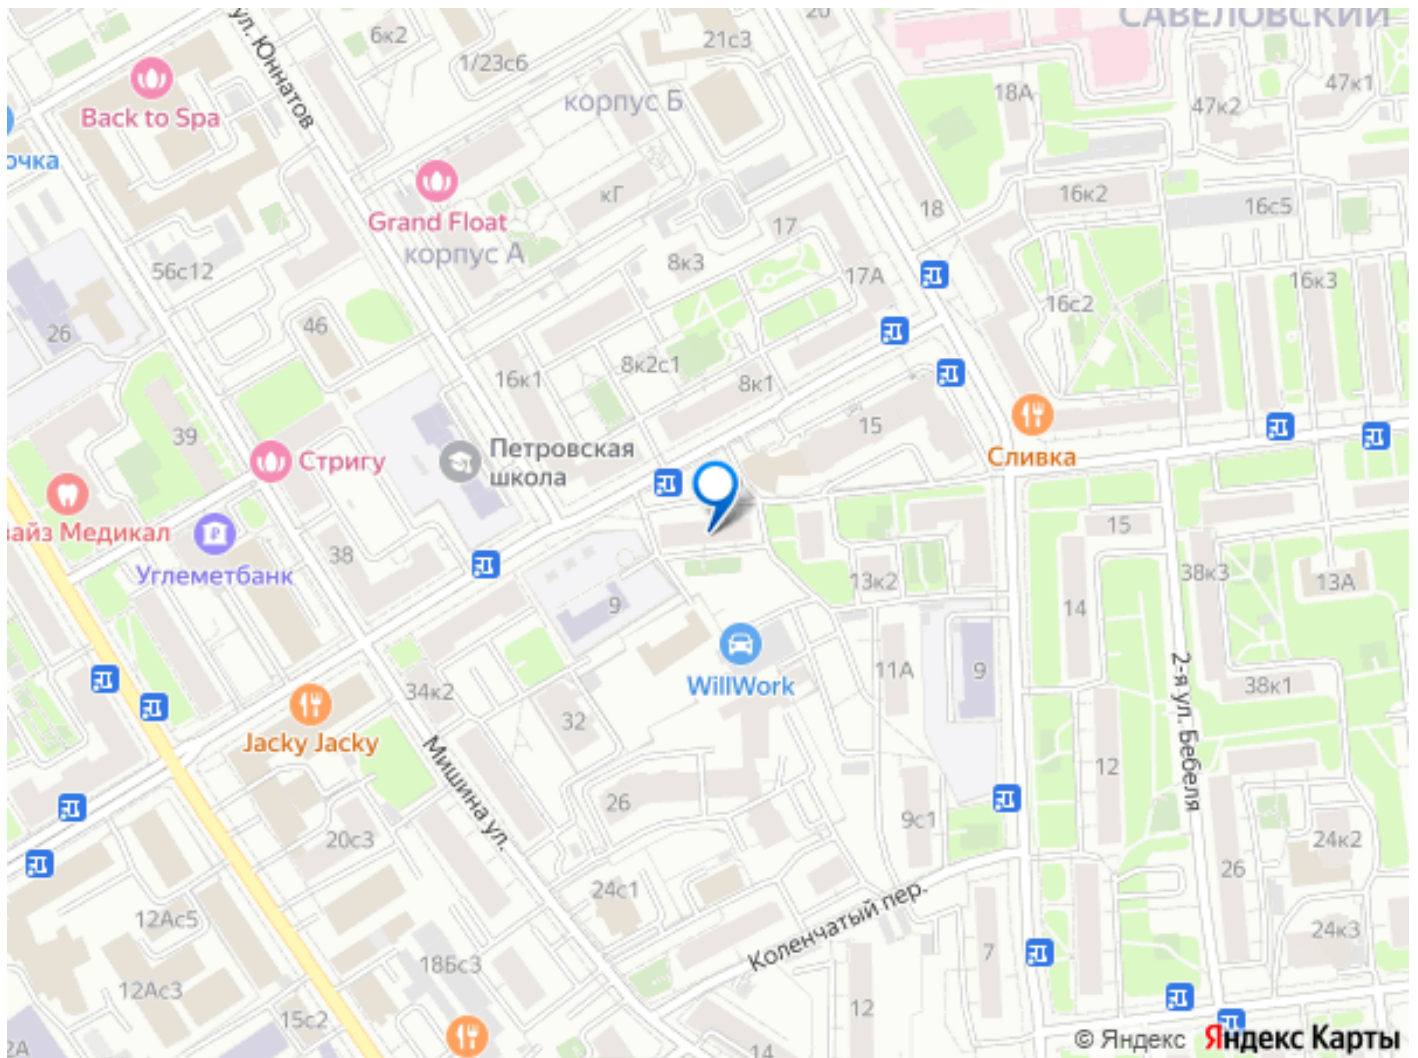 САВЕЛОВСКИЙ
ул. Юннатов
6к2
20
21с3
1/23с6
Back to Spa
корпус Б
18А
47к2
47к1
очка
Grand Float
корпус А
кГ
17
18
16к2
16с5
56с12
8к3
17А
16с2
16к3
26
46
16к1
8к2с1
8к1
39
Стригу
Петровская
школа
15
Сливка
вайз Медикал
Углеметбанк
38
15
38к3
13А
9
13к2
14
34к2
WillWork
11А
9
2-я ул. Бебеля
38к1
Jacky Jacky
32
Мишина ул.
12
26
20с3
9с1
24к2
26
24с1
12Ас5
Коленчатый пер.
7
24к3
18Бс3
12Ас3
15с2
12
2А
14
© Яндекс Яндекс Карты